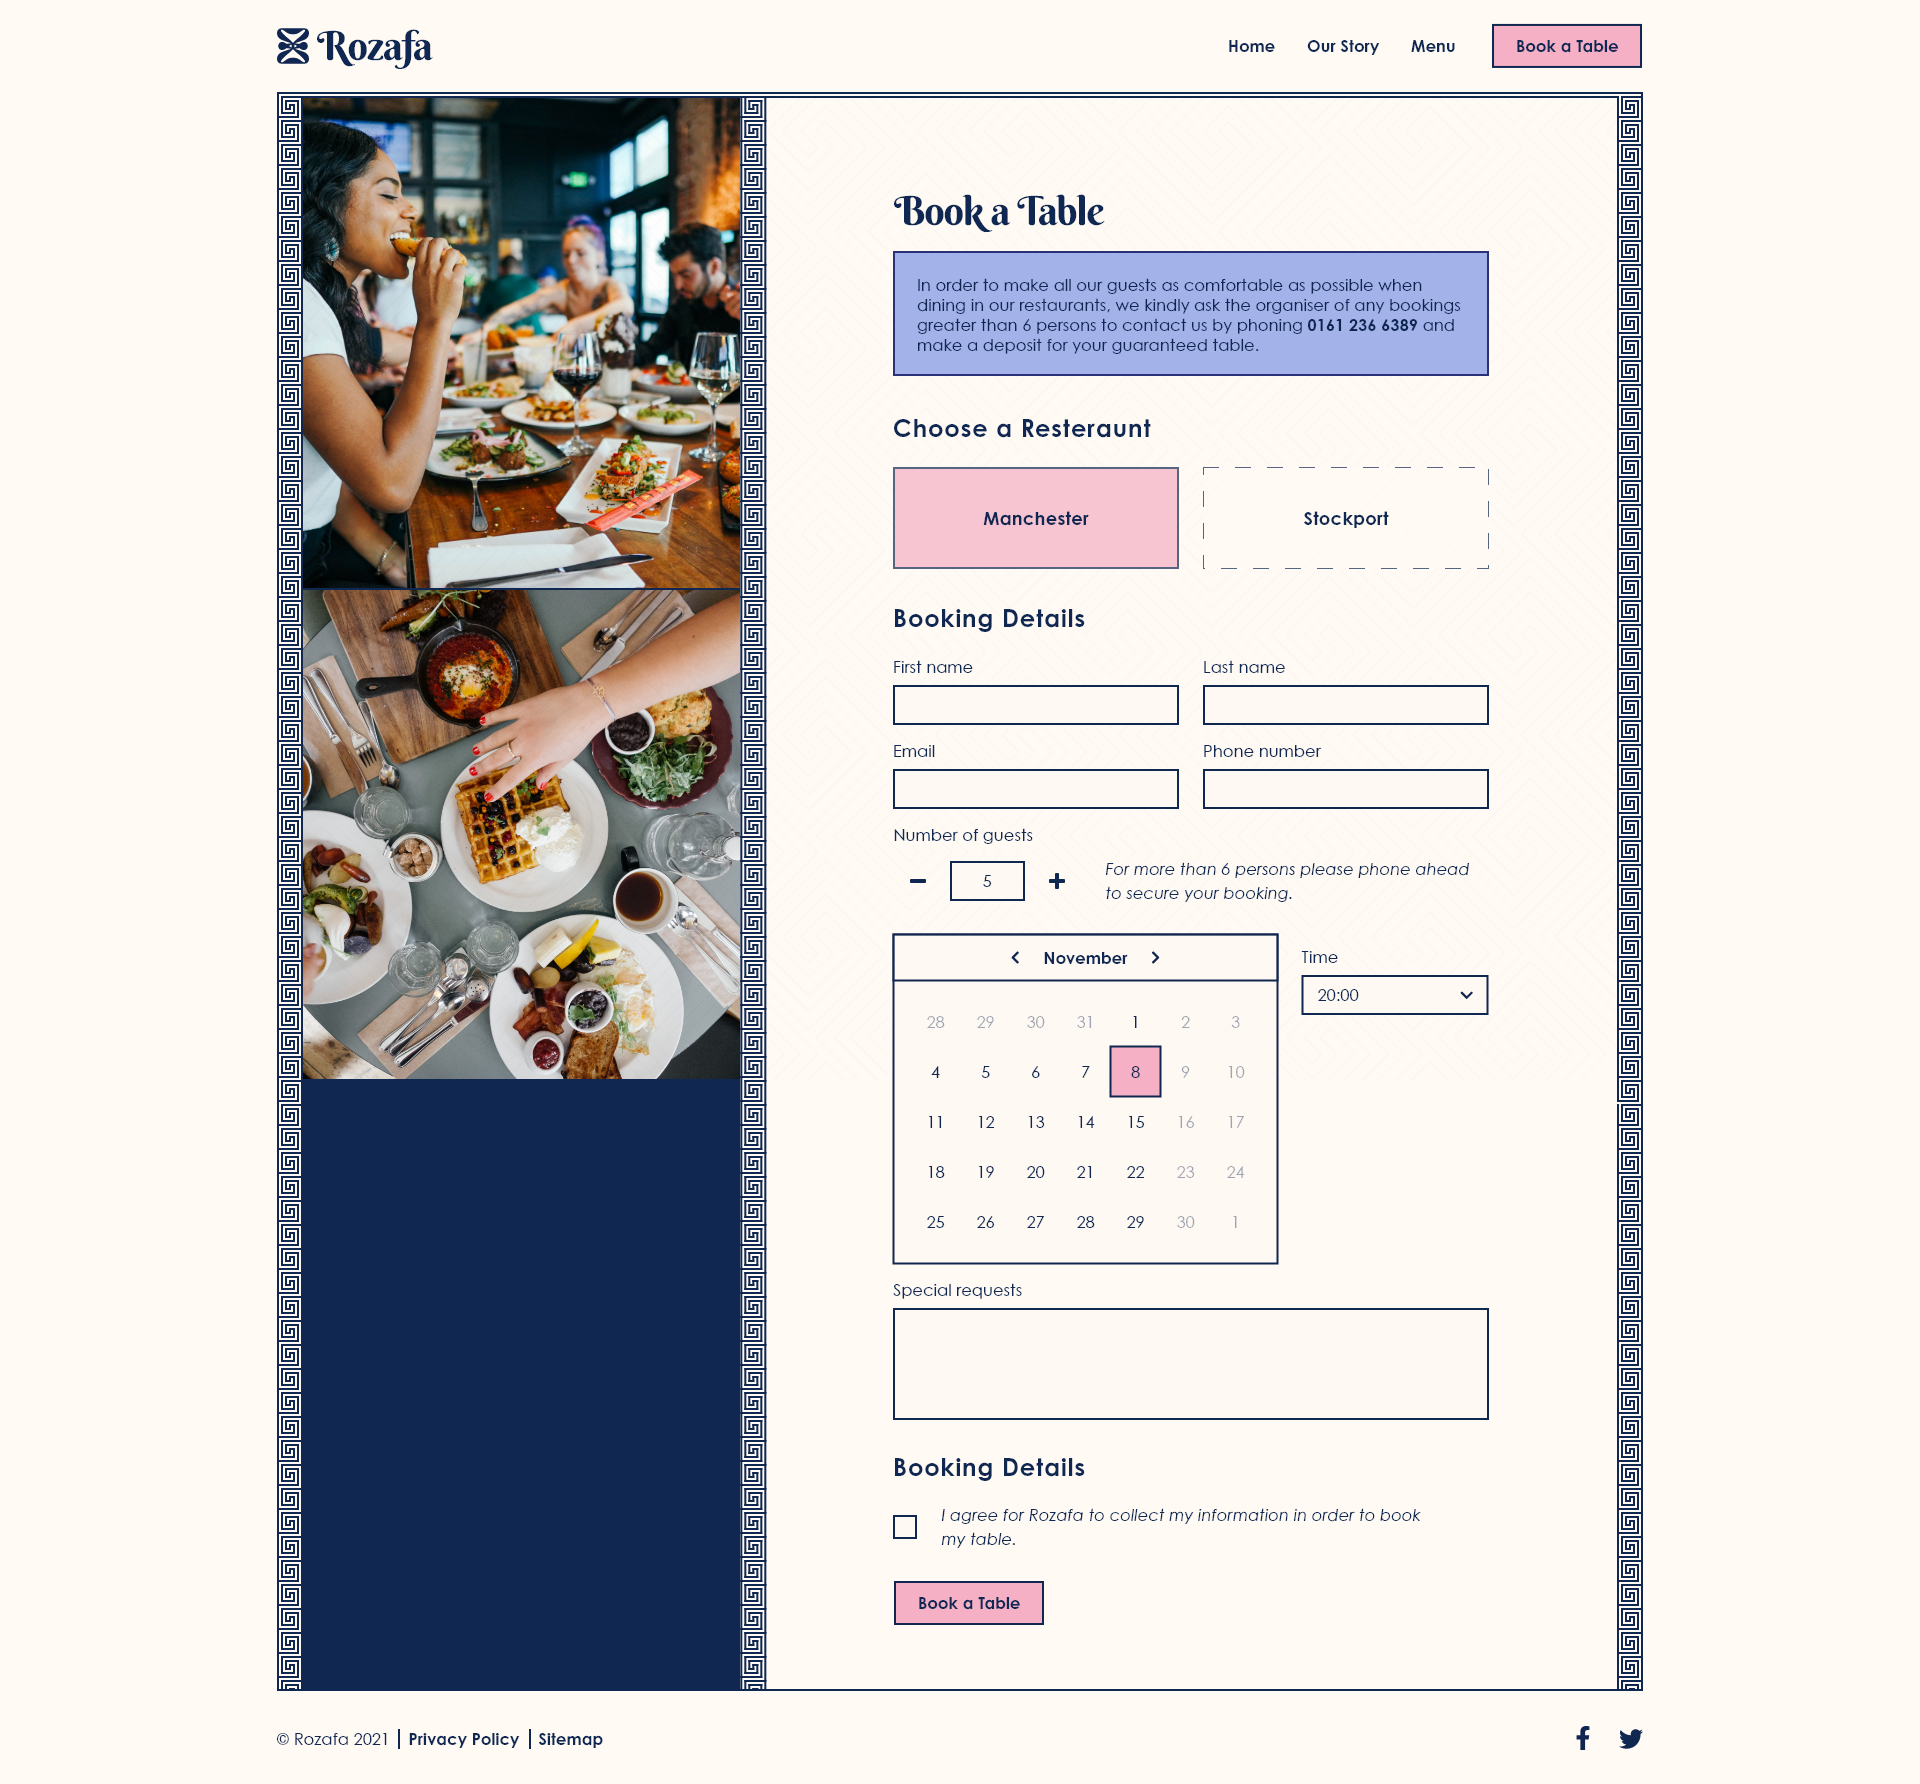 Rozafa
Home Our Story Menu Book a Table
Book a Table
In order to make all our guests as comfortable as possible when
dining in our restaurants, we kindly ask the organiser of any bookings
greater than 6 persons to contact us by phoning 0161 236 6389 and
make a deposit for your guaranteed table.
Choose a Resteraunt
Manchester Stockport
Booking Details
First name Last name
Email Phone number
Number of guests
5
For more than 6 persons please phone ahead
to secure your booking.
November
28 29 30 31 1 2 3
4 5 6 7 8 9 10
11 12 13 14 15 16 17
18 19 20 21 22 23 24
25 26 27 28 29 30 1
Time
20:00
Special requests
Booking Details
I agree for Rozafa to collect my information in order to book
my table.
Book a Table
© Rozafa 2021 Privacy Policy Sitemap